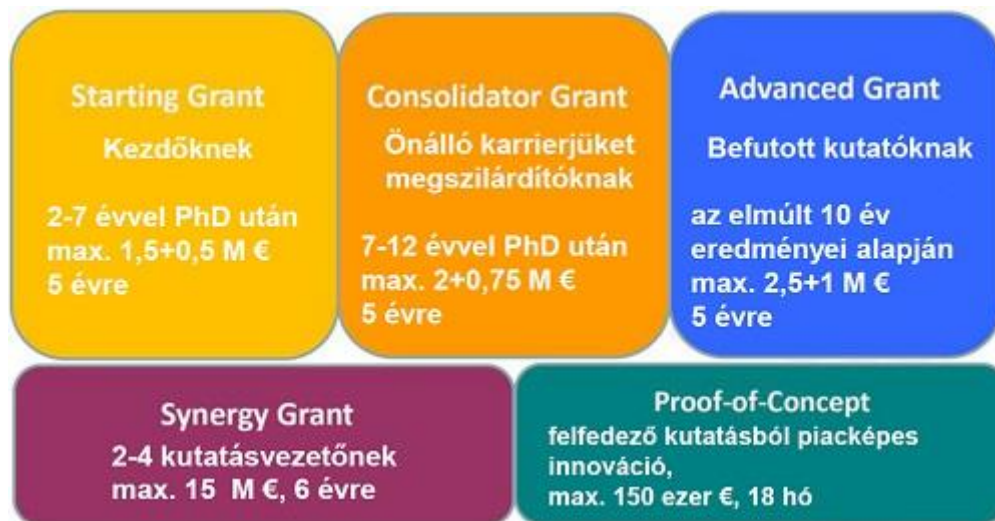 Starting Grant
Kezdőknek
2-7 évvel PhD után
max. 1,5+0,5 M €
5 évre
Consolidator Grant
Önálló karrierjüket
megszilárdítóknak
7-12 évvel PhD után
max. 2+0,75 M €
5 évre
Advanced Grant
Befutott kutatóknak
az elmúlt 10 év
eredményei alapján
max. 2,5+1 M €
5 évre
Synergy Grant
2-4 kutatásvezetőnek
max. 15 M €, 6 évre
Proof-of-Concept
felfedező kutatásból piacképes
innováció,
max. 150 ezer €, 18 hó